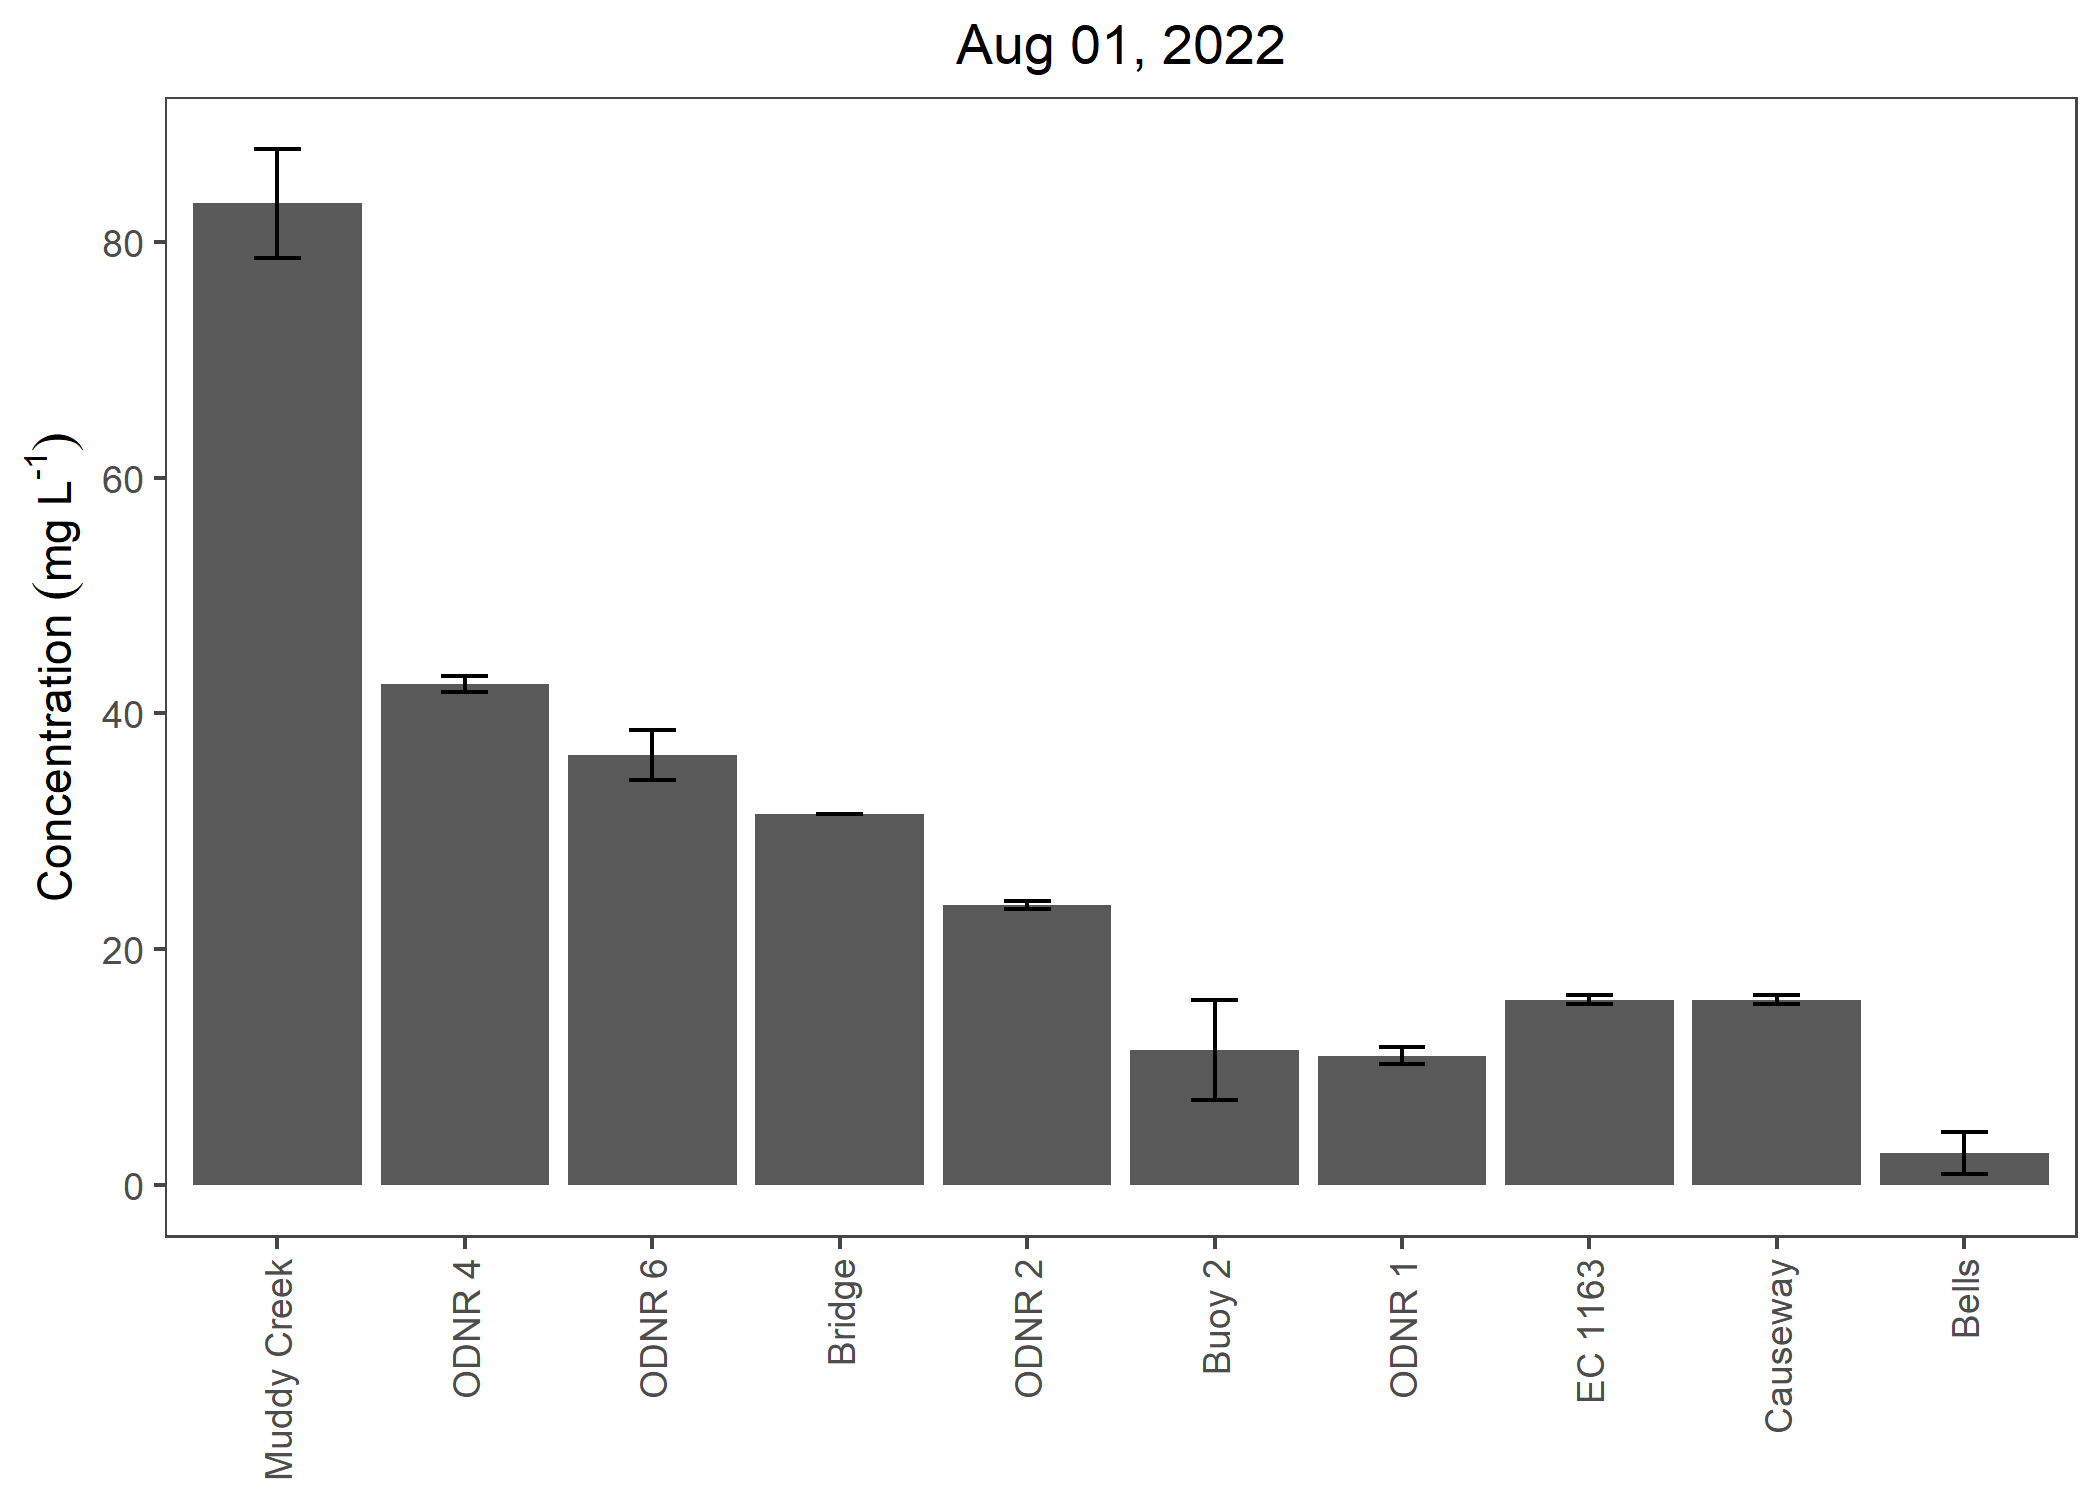 Aug 01, 2022
Concentration (mg L⁻¹)
80
60
40
20
0
Muddy Creek
ODNR 4
ODNR 6
Bridge
ODNR 2
Buoy 2
ODNR 1
EC 1163
Causeway
Bells